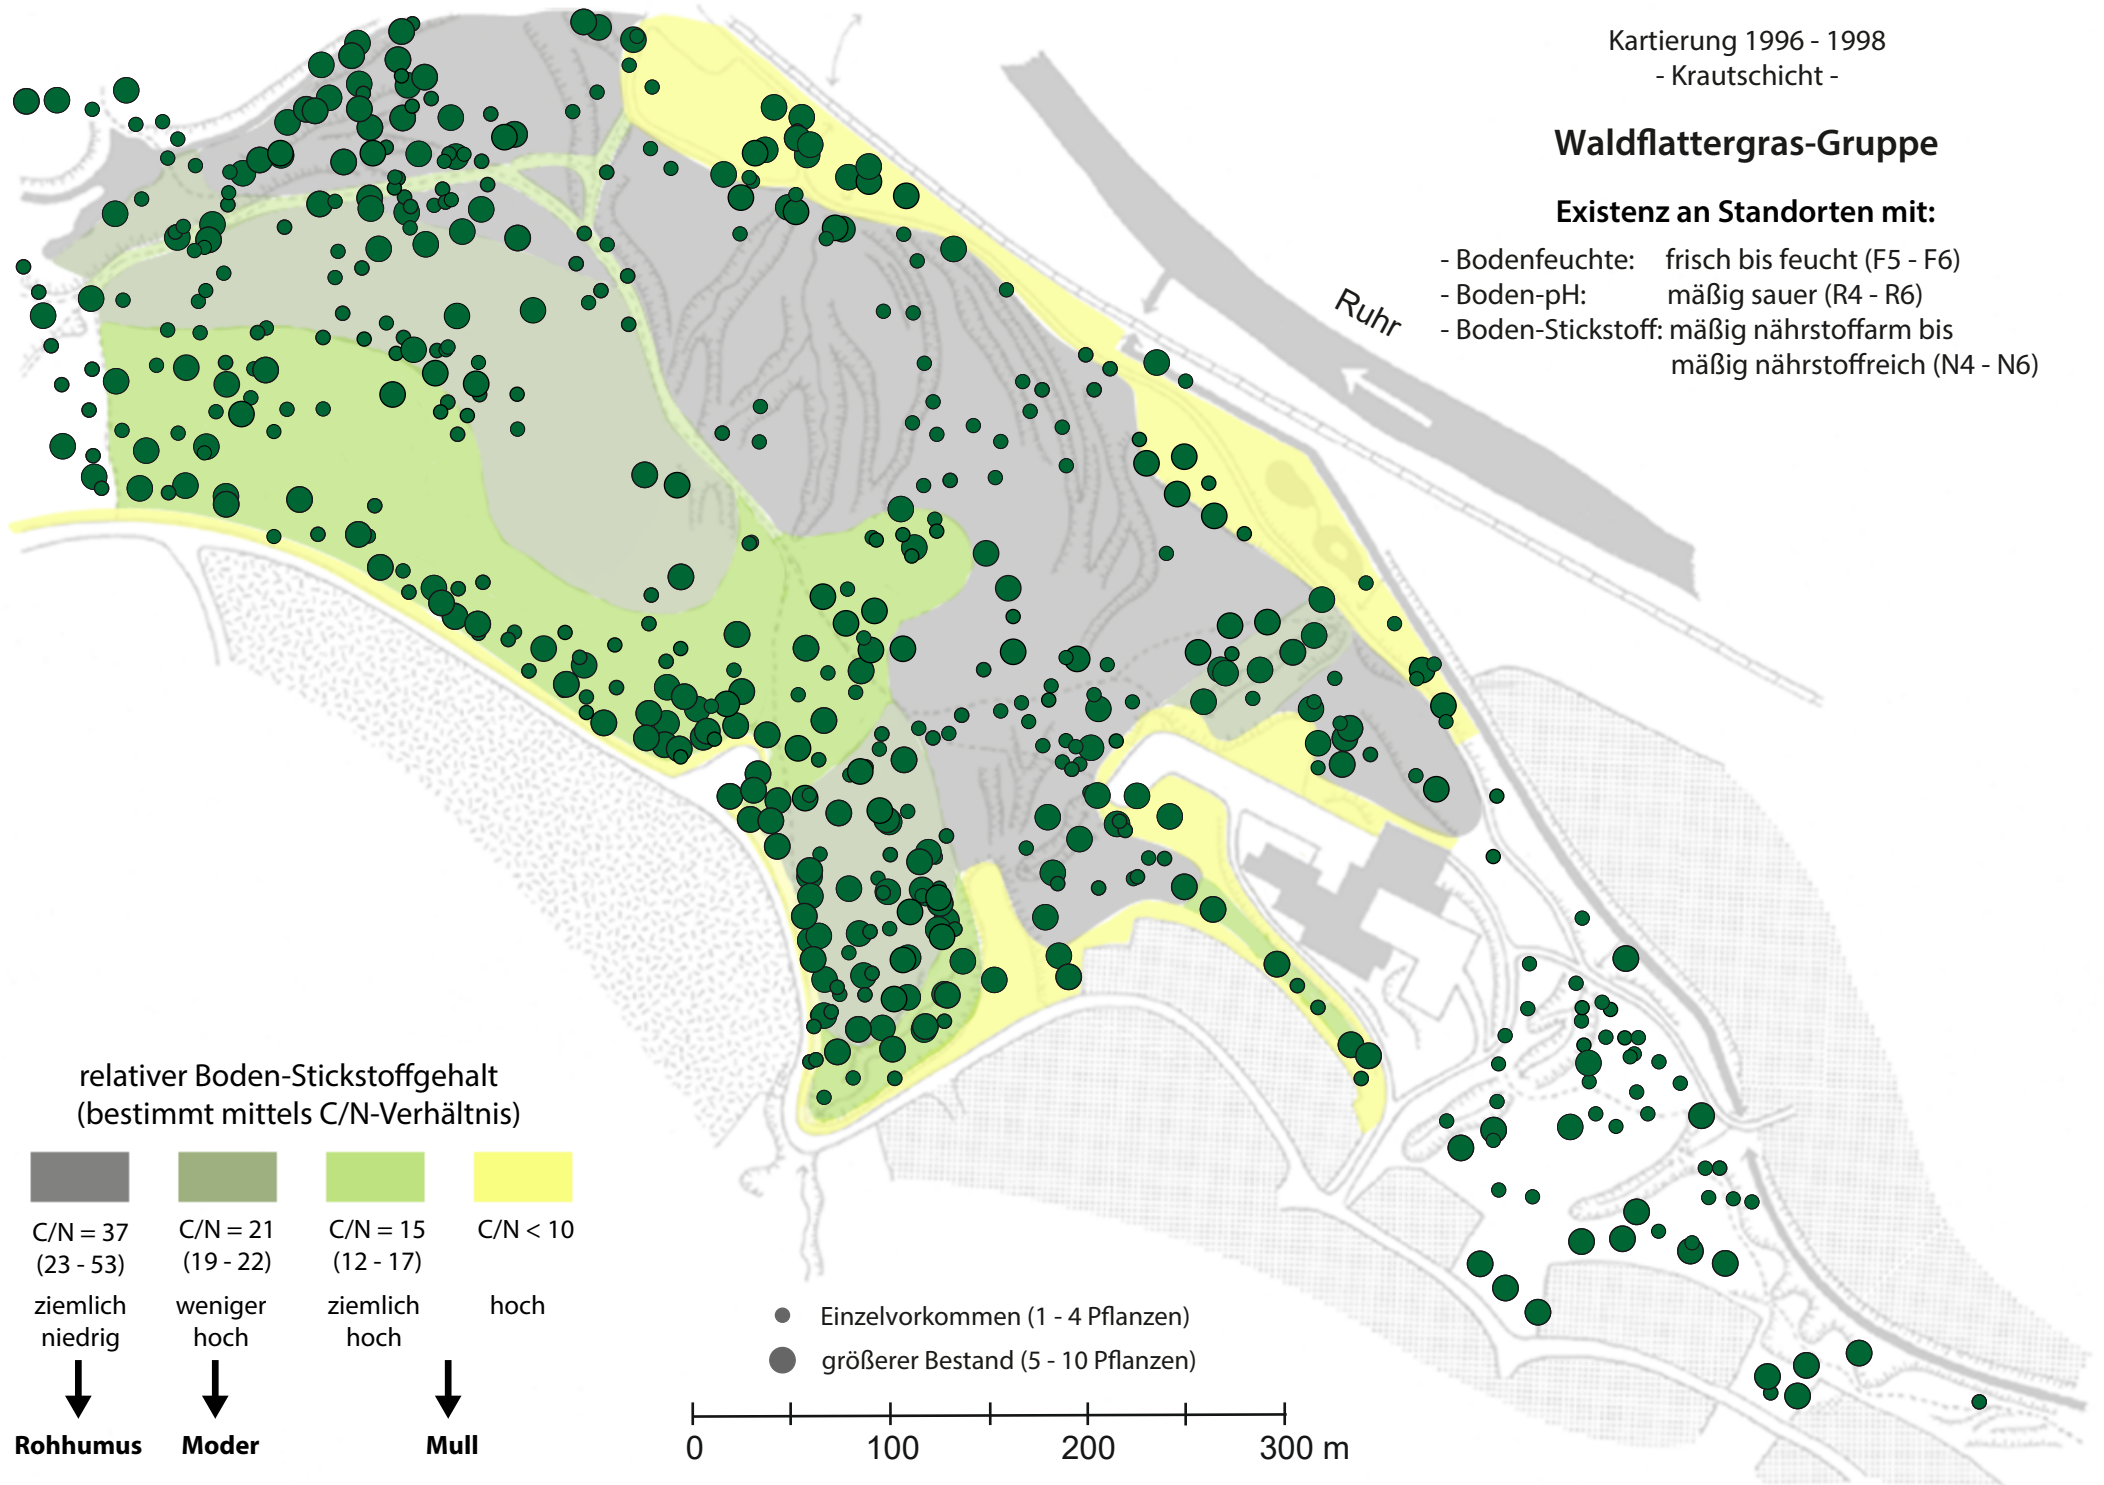 Kartierung 1996 - 1998
- Krautschicht -
Waldflattergras-Gruppe
Existenz an Standorten mit:
- Bodenfeuchte: frisch bis feucht (F5 - F6)
- Boden-pH: mäßig sauer (R4 - R6)
- Boden-Stickstoff: mäßig nährstoffarm bis
mäßig nährstoffreich (N4 - N6)
Ruhr
relativer Boden-Stickstoffgehalt
(bestimmt mittels C/N-Verhältnis)
C/N = 37 C/N = 21 C/N = 15 C/N < 10
(23 - 53) (19 - 22) (12 - 17)
ziemlich weniger ziemlich hoch
niedrig hoch hoch
Rohhumus Moder Mull
Einzelvorkommen (1 - 4 Pflanzen)
größerer Bestand (5 - 10 Pflanzen)
0 100 200 300 m